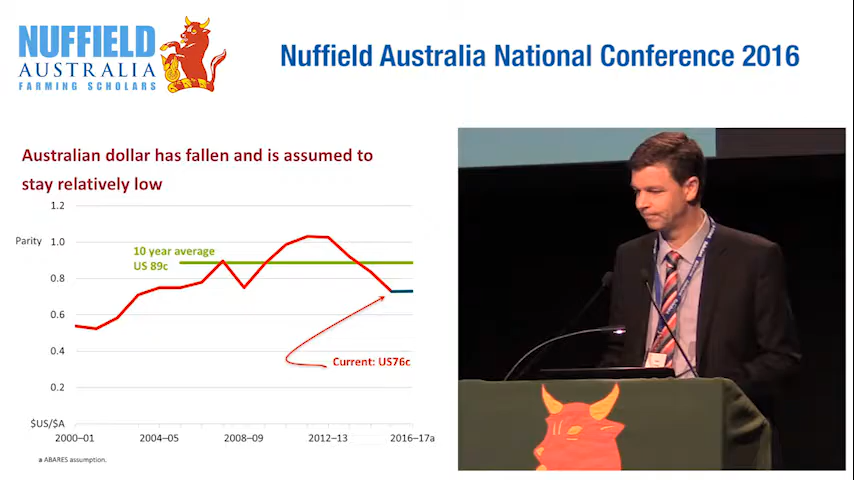 NUFFIELD
AUSTRALIA
FARMING SCHOLARS
Nuffield Australia National Conference 2016
Australian dollar has fallen and is assumed to
stay relatively low
1.2
Parity
1.0
10 year average
US 89c
0.8
0.6
0.4
Current: US76c
0.2
$US/$A
2000–01
2004–05
2008–09
2012–13
2016–17a
a ABARES assumption.